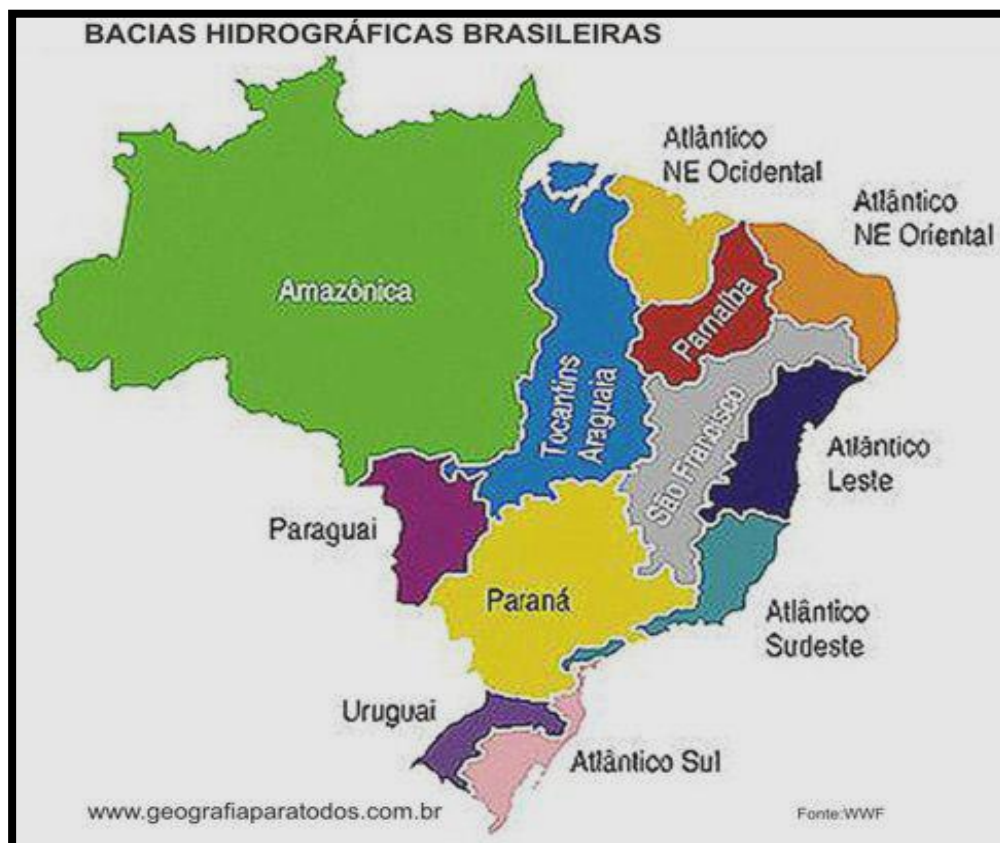 BACIAS HIDROGRÁFICAS BRASILEIRAS
Atlântico
NE Ocidental
Atlântico
NE Oriental
Amazônica
Parnaíba
Tocantins
Araguaia
São Francisco
Atlântico
Leste
Paraguai
Paraná
Atlântico
Sudeste
Uruguai
Atlântico Sul
www.geografiaparatodos.com.br
Fonte:WWF